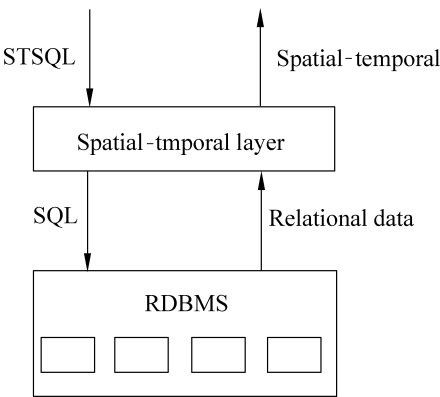 STSQL
Spatial-temporal
Spatial-tmporal layer
SQL
Relational data
RDBMS